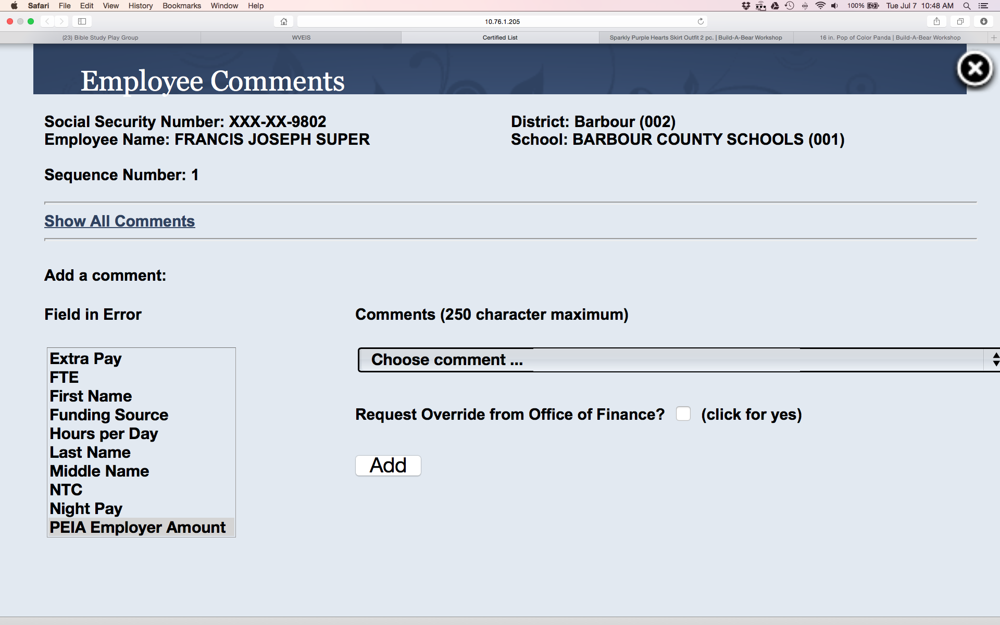 Safari File Edit View History Bookmarks Window Help 100% Tue Jul 7 10:48 AM
10.76.1.205
(23) Bible Study Play Group WVEIS Certified List Sparkly Purple Hearts Skirt Outfit 2 pc. | Build-A-Bear Workshop 16 in. Pop of Color Panda | Build-A-Bear Workshop
Employee Comments
Social Security Number: XXX-XX-9802 District: Barbour (002)
Employee Name: FRANCIS JOSEPH SUPER School: BARBOUR COUNTY SCHOOLS (001)
Sequence Number: 1
Show All Comments
Add a comment:
Field in Error Comments (250 character maximum)
Extra Pay
Choose comment ...
FTE
First Name
Funding Source
Request Override from Office of Finance? (click for yes)
Hours per Day
Last Name
Add
Middle Name
NTC
Night Pay
PEIA Employer Amount